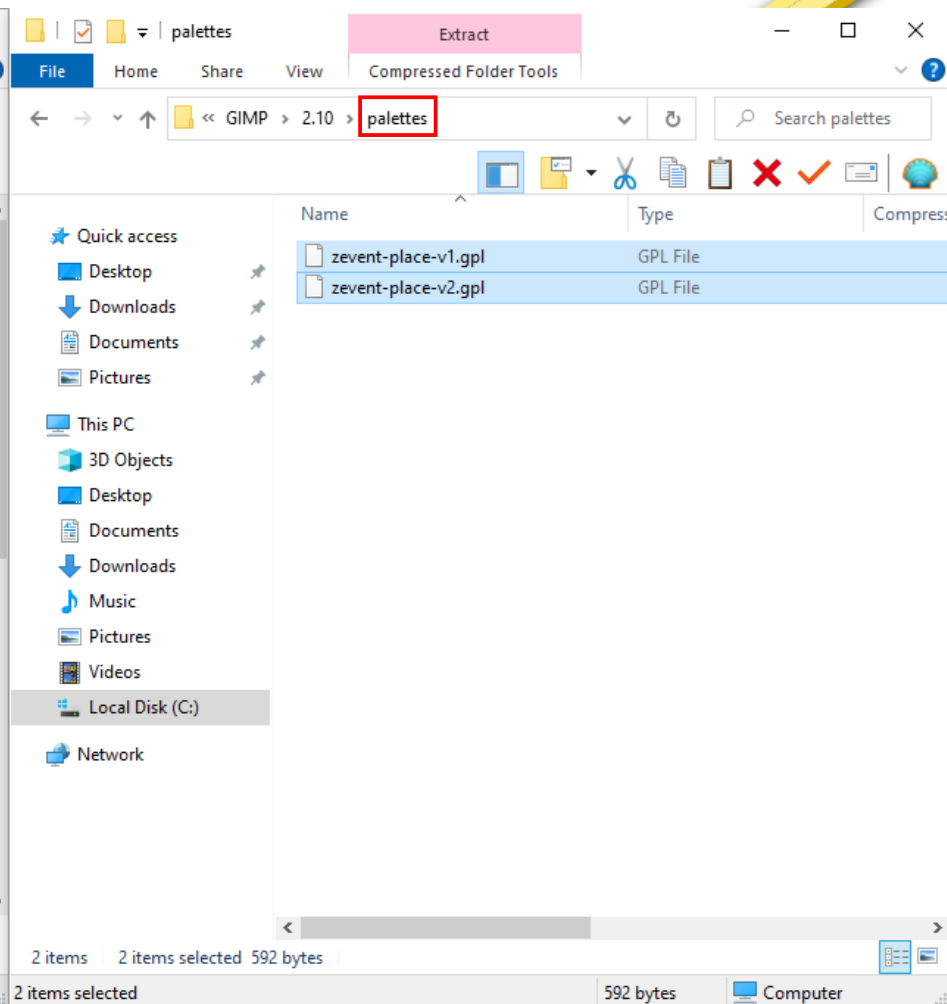 palettes
Extract
File Home Share View Compressed Folder Tools
« GIMP > 2.10 > palettes Search palettes
Name Type Compress
Quick access
Desktop
Downloads
Documents
Pictures
This PC
3D Objects
Desktop
Documents
Downloads
Music
Pictures
Videos
Local Disk (C:)
Network
zevent-place-v1.gpl GPL File
zevent-place-v2.gpl GPL File
2 items 2 items selected 592 bytes
2 items selected 592 bytes Computer